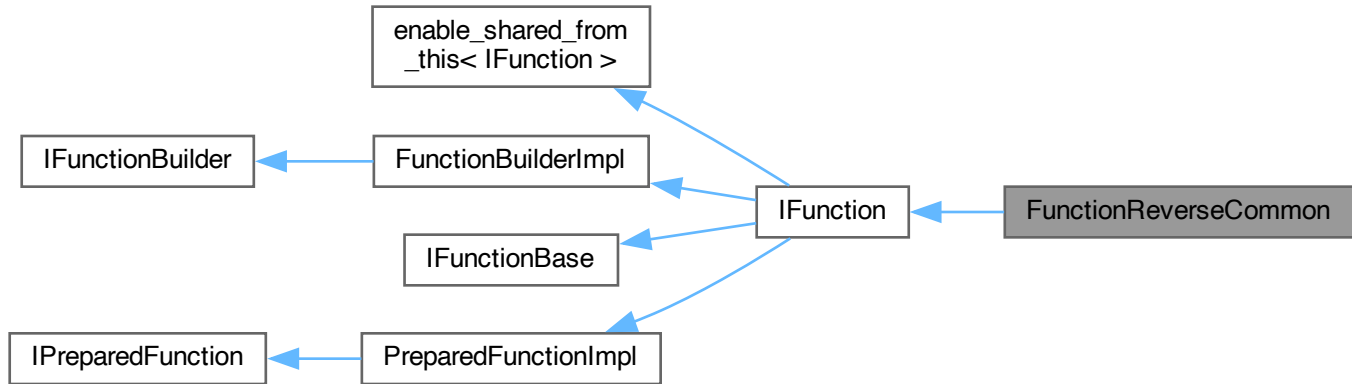 enable_shared_from
_this< IFunction >
IFunctionBuilder
FunctionBuilderImpl
IFunction
FunctionReverseCommon
IFunctionBase
IPreparedFunction
PreparedFunctionImpl